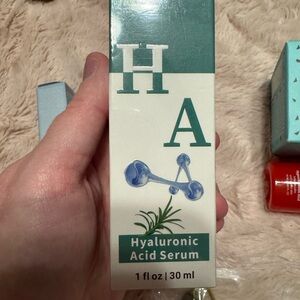 H
A
Hyaluronic
Acid Serum
1 fl oz | 30 ml